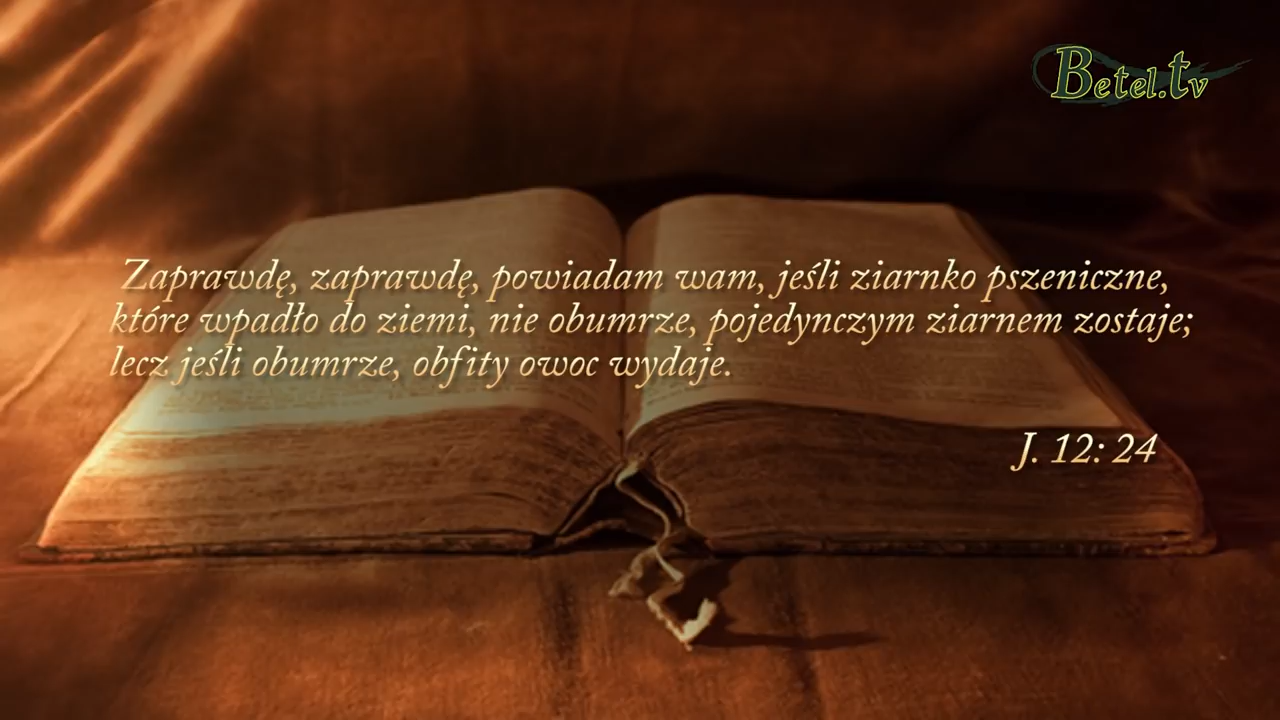 Betel.tv
Zaprawdę, zaprawdę, powiadam wam, jeśli ziarnko pszeniczne,
które wpadło do ziemi, nie obumrze, pojedynczym ziarnem zostaje;
lecz jeśli obumrze, obfity owoc wydaje.
J. 12: 24